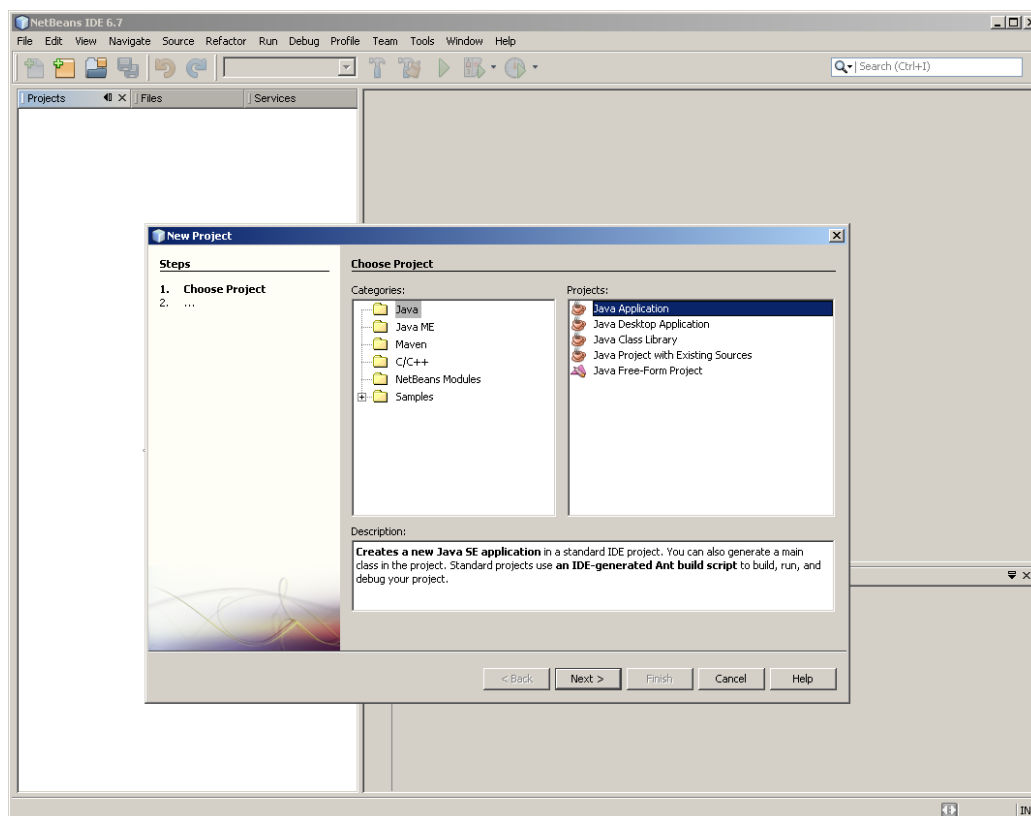 NetBeans IDE 6.7
File Edit View Navigate Source Refactor Run Debug Profile Team Tools Window Help
Search (Ctrl+I)
Projects Files Services
New Project
Steps
1. Choose Project
2. ...
Choose Project
Categories:
Java
Java ME
Maven
C/C++
NetBeans Modules
Samples
Projects:
Java Application
Java Desktop Application
Java Class Library
Java Project with Existing Sources
Java Free-Form Project
Description:
Creates a new Java SE application in a standard IDE project. You can also generate a main
class in the project. Standard projects use an IDE-generated Ant build script to build, run, and
debug your project.
< Back Next > Finish Cancel Help
IN